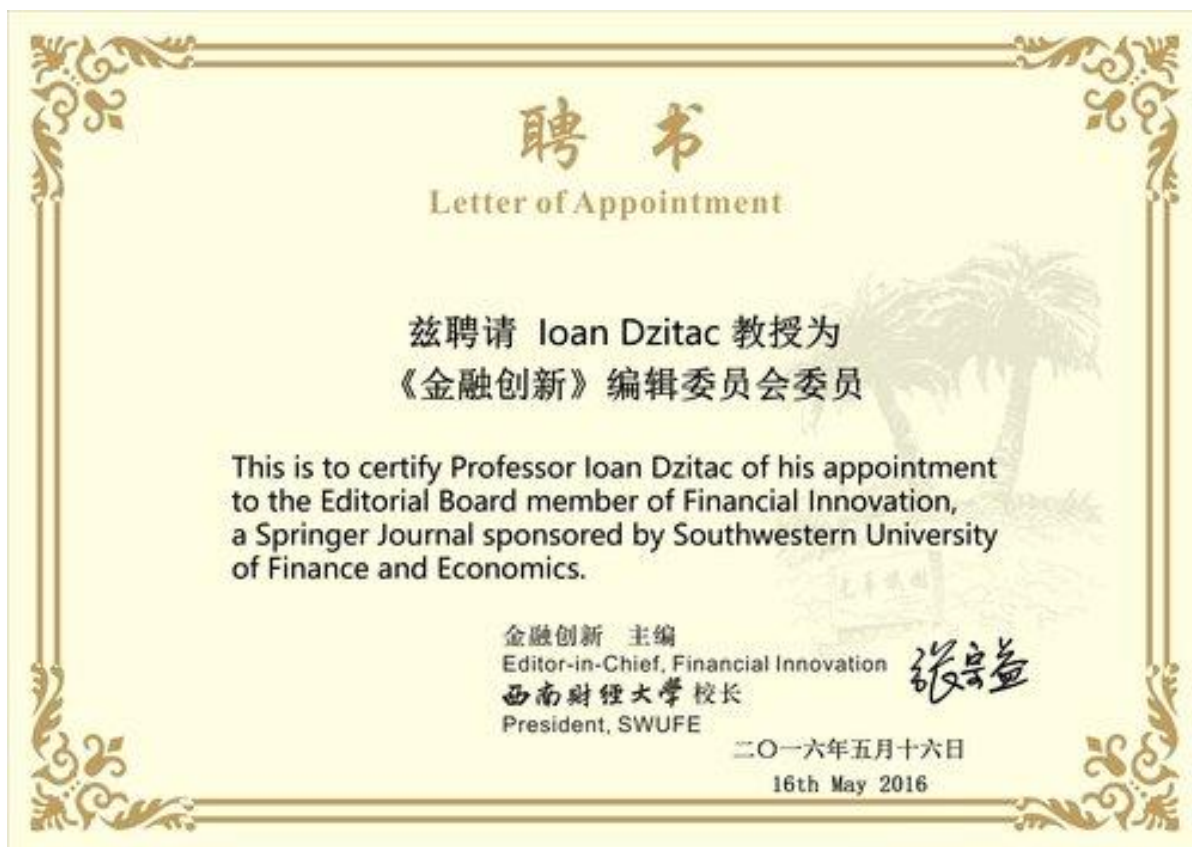 聘书
Letter of Appointment
兹聘请 Ioan Dzitac 教授为
《金融创新》编辑委员会委员
This is to certify Professor Ioan Dzitac of his appointment
to the Editorial Board member of Financial Innovation,
a Springer Journal sponsored by Southwestern University
of Finance and Economics.
金融创新 主编
Editor-in-Chief, Financial Innovation
张宗益
西南财经大学 校长
President, SWUFE
二〇一六年五月十六日
16th May 2016